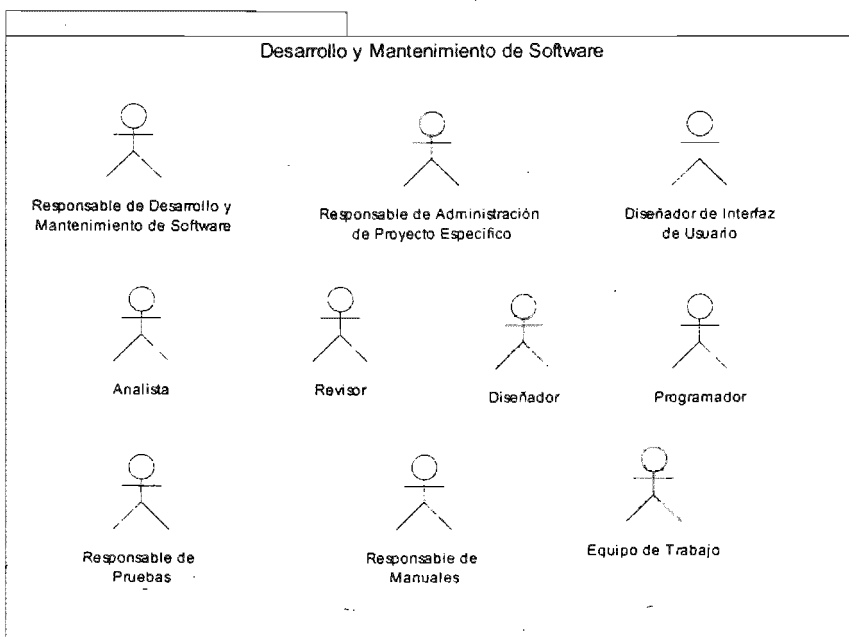 Desarrollo y Mantenimiento de Software
Responsable de Desarrollo y
Mantenimiento de Software
Responsable de Administración
de Proyecto Específico
Diseñador de Interfaz
de Usuario
Analista
Revisor
Diseñador
Programador
Responsable de
Pruebas
Responsable de
Manuales
Equipo de Trabajo